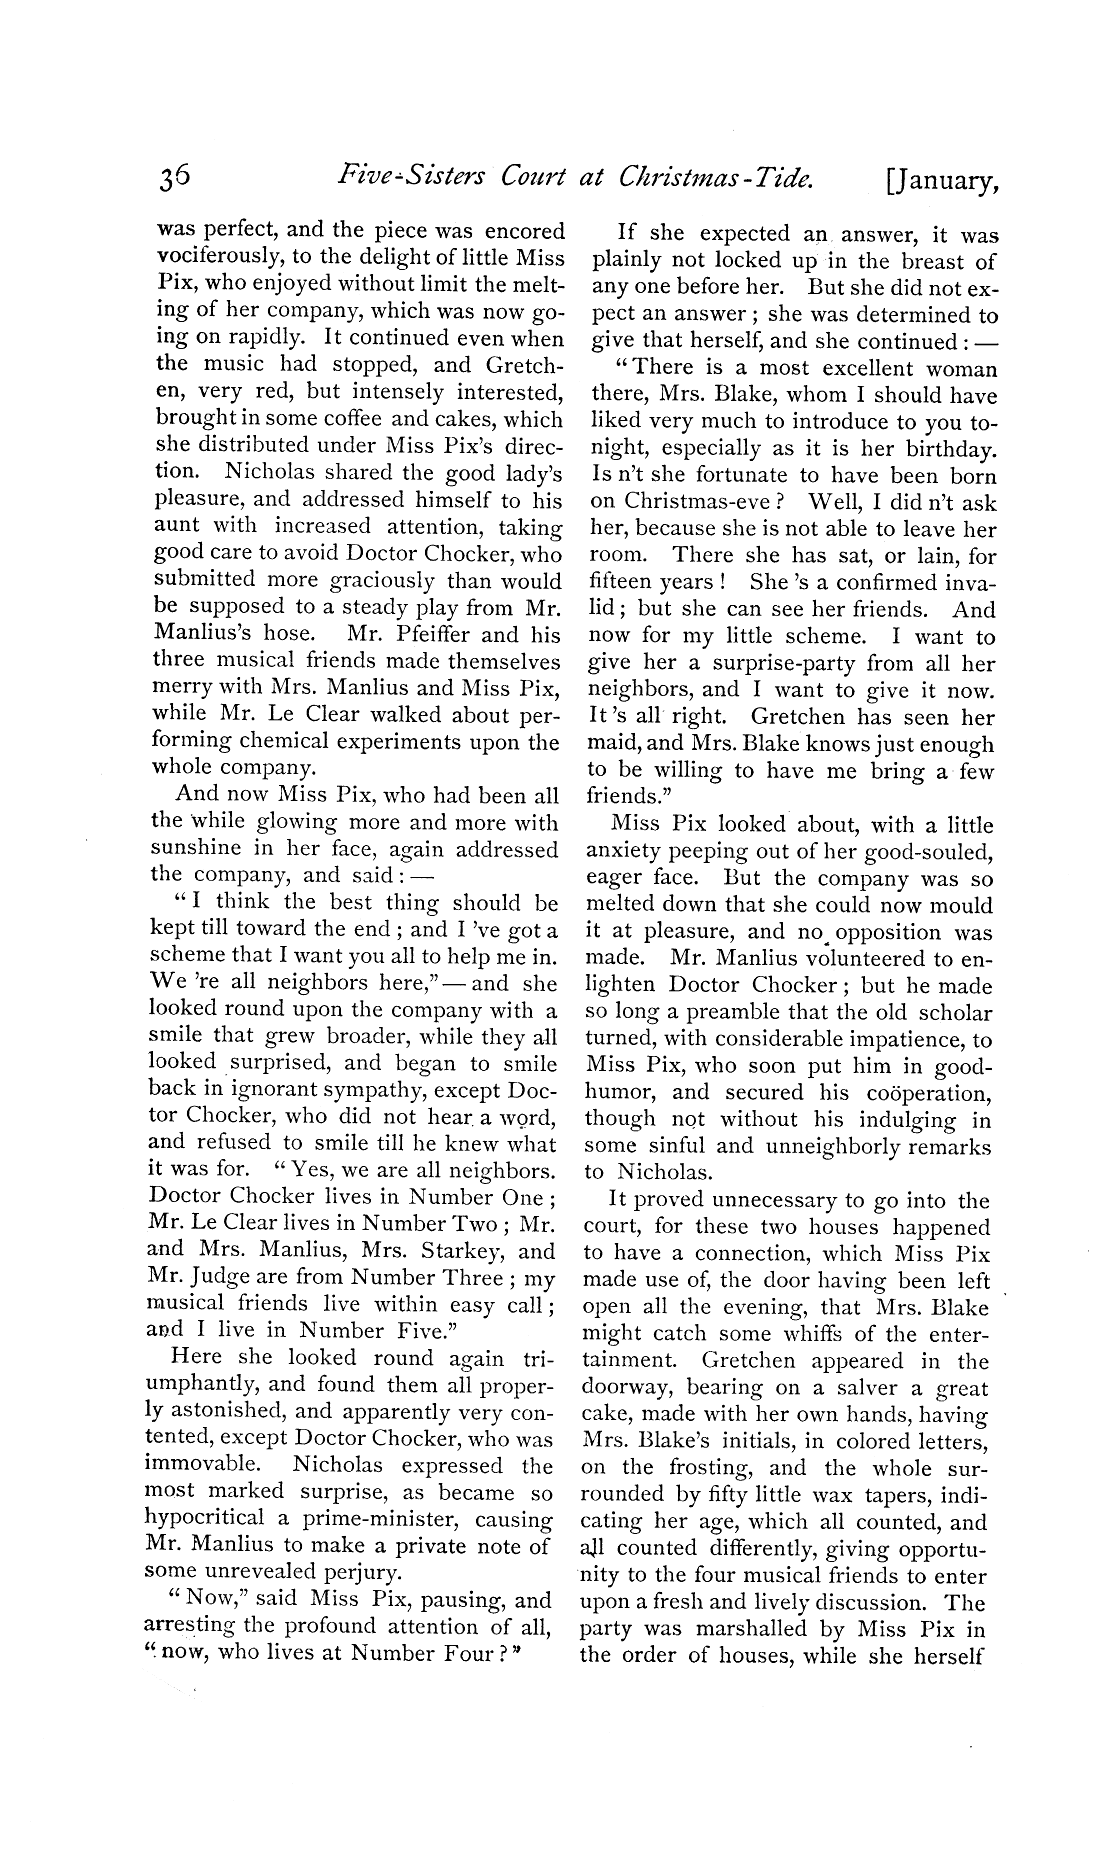 36 Five-Sisters Court at Christmas-Tide. [January,
was perfect, and the piece was encored
vociferously, to the delight of little Miss
Pix, who enjoyed without limit the melt-
ing of her company, which was now go-
ing on rapidly. It continued even when
the music had stopped, and Gretch-
en, very red, but intensely interested,
brought in some coffee and cakes, which
she distributed under Miss Pix's direc-
tion. Nicholas shared the good lady's
pleasure, and addressed himself to his
aunt with increased attention, taking
good care to avoid Doctor Chocker, who
submitted more graciously than would
be supposed to a steady play from Mr.
Manlius's hose. Mr. Pfeiffer and his
three musical friends made themselves
merry with Mrs. Manlius and Miss Pix,
while Mr. Le Clear walked about per-
forming chemical experiments upon the
whole company.
And now Miss Pix, who had been all
the while glowing more and more with
sunshine in her face, again addressed
the company, and said : —
" I think the best thing should be
kept till toward the end ; and I 've got a
scheme that I want you all to help me in.
We 're all neighbors here," — and she
looked round upon the company with a
smile that grew broader, while they all
looked surprised, and began to smile
back in ignorant sympathy, except Doc-
tor Chocker, who did not hear a word,
and refused to smile till he knew what
it was for. " Yes, we are all neighbors.
Doctor Chocker lives in Number One ;
Mr. Le Clear lives in Number Two ; Mr.
and Mrs. Manlius, Mrs. Starkey, and
Mr. Judge are from Number Three ; my
musical friends live within easy call ;
and I live in Number Five."
Here she looked round again tri-
umphantly, and found them all proper-
ly astonished, and apparently very con-
tented, except Doctor Chocker, who was
immovable. Nicholas expressed the
most marked surprise, as became so
hypocritical a prime-minister, causing
Mr. Manlius to make a private note of
some unrevealed perjury.
" Now," said Miss Pix, pausing, and
arresting the profound attention of all,
" now, who lives at Number Four ? "
If she expected an answer, it was
plainly not locked up in the breast of
any one before her. But she did not ex-
pect an answer ; she was determined to
give that herself, and she continued : —
" There is a most excellent woman
there, Mrs. Blake, whom I should have
liked very much to introduce to you to-
night, especially as it is her birthday.
Is n't she fortunate to have been born
on Christmas-eve ? Well, I did n't ask
her, because she is not able to leave her
room. There she has sat, or lain, for
fifteen years ! She 's a confirmed inva-
lid ; but she can see her friends. And
now for my little scheme. I want to
give her a surprise-party from all her
neighbors, and I want to give it now.
It 's all right. Gretchen has seen her
maid, and Mrs. Blake knows just enough
to be willing to have me bring a few
friends."
Miss Pix looked about, with a little
anxiety peeping out of her good-souled,
eager face. But the company was so
melted down that she could now mould
it at pleasure, and no opposition was
made. Mr. Manlius volunteered to en-
lighten Doctor Chocker ; but he made
so long a preamble that the old scholar
turned, with considerable impatience, to
Miss Pix, who soon put him in good-
humor, and secured his coöperation,
though not without his indulging in
some sinful and unneighborly remarks
to Nicholas.
It proved unnecessary to go into the
court, for these two houses happened
to have a connection, which Miss Pix
made use of, the door having been left
open all the evening, that Mrs. Blake
might catch some whiffs of the enter-
tainment. Gretchen appeared in the
doorway, bearing on a salver a great
cake, made with her own hands, having
Mrs. Blake's initials, in colored letters,
on the frosting, and the whole sur-
rounded by fifty little wax tapers, indi-
cating her age, which all counted, and
all counted differently, giving opportu-
nity to the four musical friends to enter
upon a fresh and lively discussion. The
party was marshalled by Miss Pix in
the order of houses, while she herself